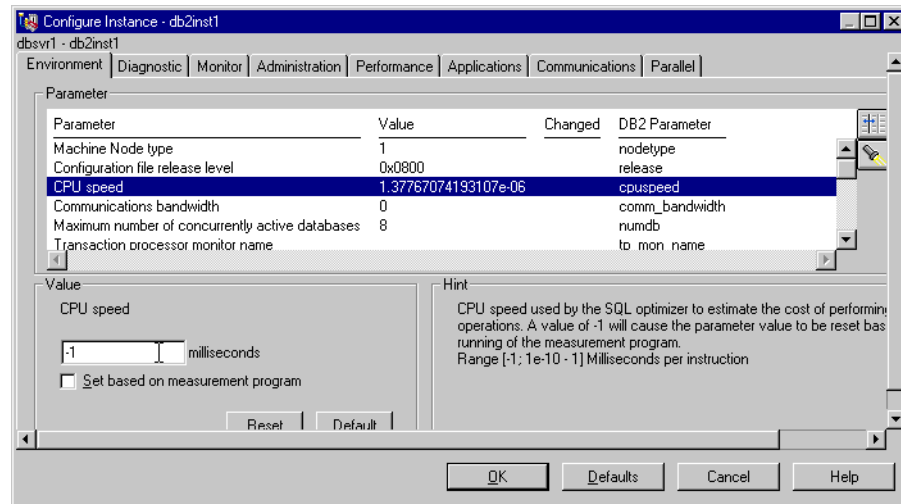 Configure Instance - db2inst1
dbsvr1 - db2inst1
Environment Diagnostic Monitor Administration Performance Applications Communications Parallel
Parameter
Parameter Value Changed DB2 Parameter
Machine Node type 1 nodetype
Configuration file release level 0x0800 release
CPU speed 1.37767074193107e-06 cpuspeed
Communications bandwidth 0 comm_bandwidth
Maximum number of concurrently active databases 8 numdb
Transaction processor monitor name tp_mon_name
Value
CPU speed
-1 milliseconds
Set based on measurement program
Reset Default
Hint
CPU speed used by the SQL optimizer to estimate the cost of performing
operations. A value of -1 will cause the parameter value to be reset bas
running of the measurement program.
Range [-1; 1e-10 - 1] Milliseconds per instruction
OK Defaults Cancel Help